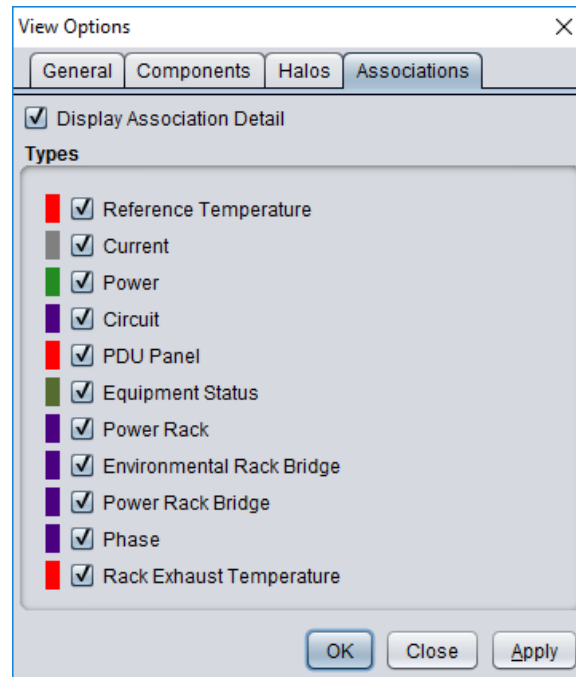 View Options
General Components Halos Associations
Display Association Detail
Types
Reference Temperature
Current
Power
Circuit
PDU Panel
Equipment Status
Power Rack
Environmental Rack Bridge
Power Rack Bridge
Phase
Rack Exhaust Temperature
OK Close Apply